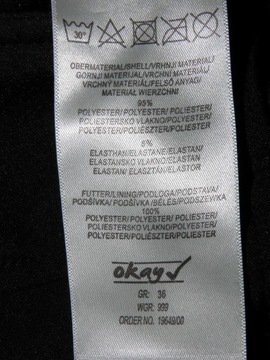 30°
OBERMATERIAL/SHELL/VRHNJI MATERIAL/
GORNJI MATERIJAL/VRCHNI MATERIÁL/
VRCHNÝ MATERIÁL/FELSŐ ANYAG/
MATERIAŁ WIERZCHNI
95%
POLYESTER/POLYESTER/POLIESTER/
POLIESTERSKO VLAKNO/POLYESTER/
POLYESTER/POLIÉSZTER/POLIESTER
5%
ELASTHAN/ELASTANE/ELASTAN/
ELASTANSKO VLAKNO/ELASTAN/
ELASTAN/ELASZTÁN/ELASTAN
FUTTER/LINING/PODLOGA/PODSTAVA/
PODŠÍVKA/PODŠÍVKA/BÉLÉS/PODSZEWKA
100%
POLYESTER/POLYESTER/POLIESTER/
POLIESTERSKO VLAKNO/POLYESTER/
POLYESTER/POLIÉSZTER/POLIESTER
okay
GR: 36
WGR: 999
ORDER NO. 19649/00